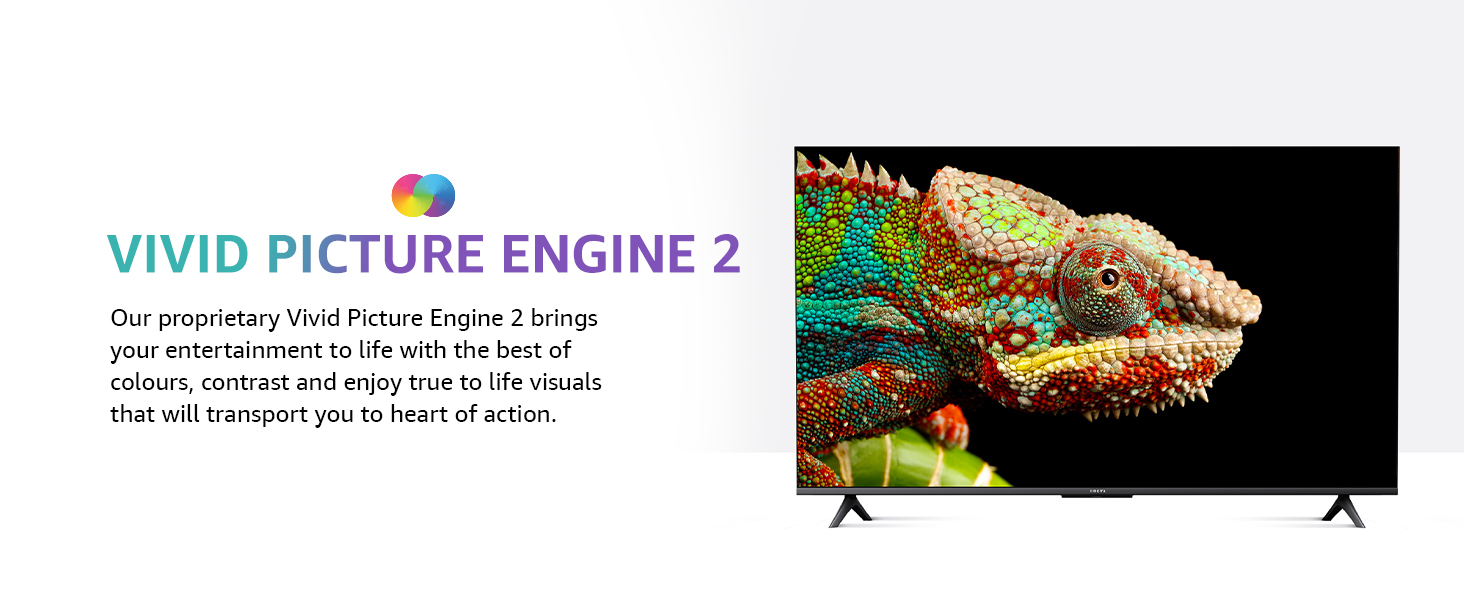 VIVID PICTURE ENGINE 2
Our proprietary Vivid Picture Engine 2 brings
your entertainment to life with the best of
colours, contrast and enjoy true to life visuals
that will transport you to heart of action.